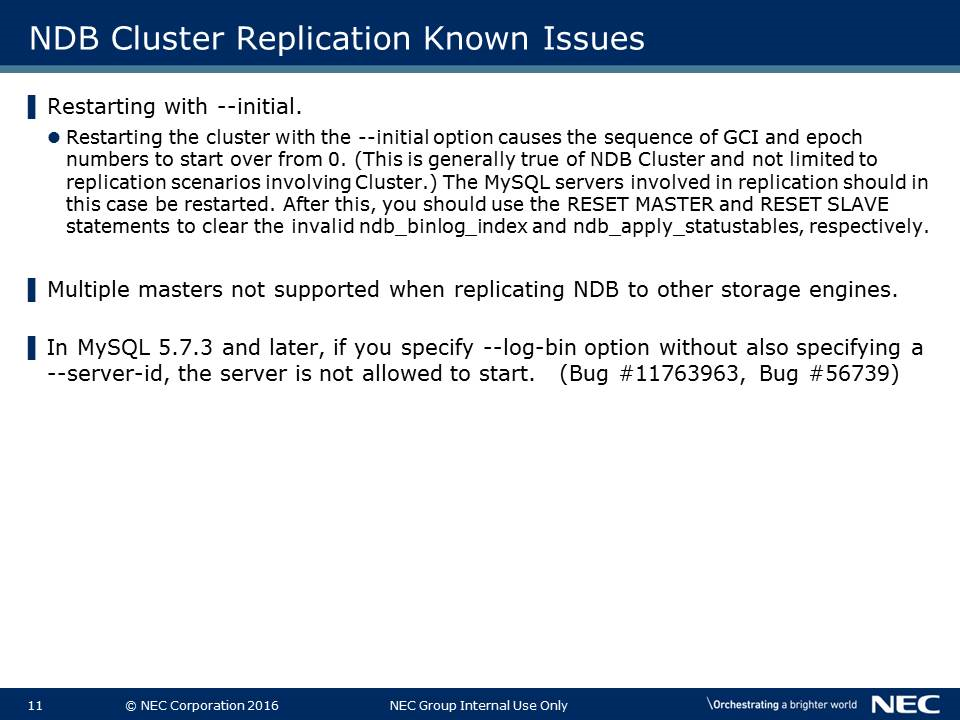 NDB Cluster Replication Known Issues
Restarting with --initial.
Restarting the cluster with the --initial option causes the sequence of GCI and epoch
numbers to start over from 0. (This is generally true of NDB Cluster and not limited to
replication scenarios involving Cluster.) The MySQL servers involved in replication should in
this case be restarted. After this, you should use the RESET MASTER and RESET SLAVE
statements to clear the invalid ndb_binlog_index and ndb_apply_statustables, respectively.
Multiple masters not supported when replicating NDB to other storage engines.
In MySQL 5.7.3 and later, if you specify --log-bin option without also specifying a
--server-id, the server is not allowed to start. (Bug #11763963, Bug #56739)
11 © NEC Corporation 2016 NEC Group Internal Use Only \Orchestrating a brighter world NEC